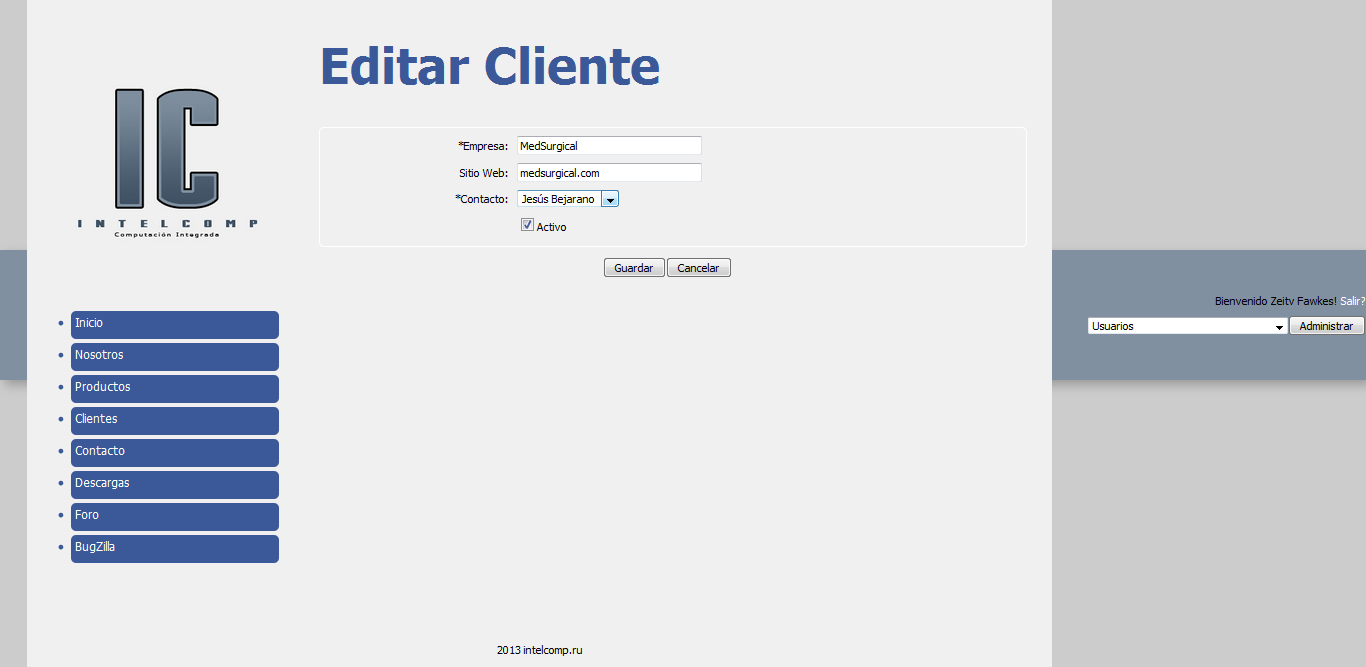 Editar Cliente
IC
INTELCOMP
Computación Integrada
*Empresa: MedSurgical
Sitio Web: medsurgical.com
*Contacto: Jesús Bejarano
Activo
Guardar Cancelar
Inicio
Nosotros
Productos
Clientes
Contacto
Descargas
Foro
BugZilla
Bienvenido Zeitv Fawkes! Salir?
Usuarios Administrar
2013 intelcomp.ru